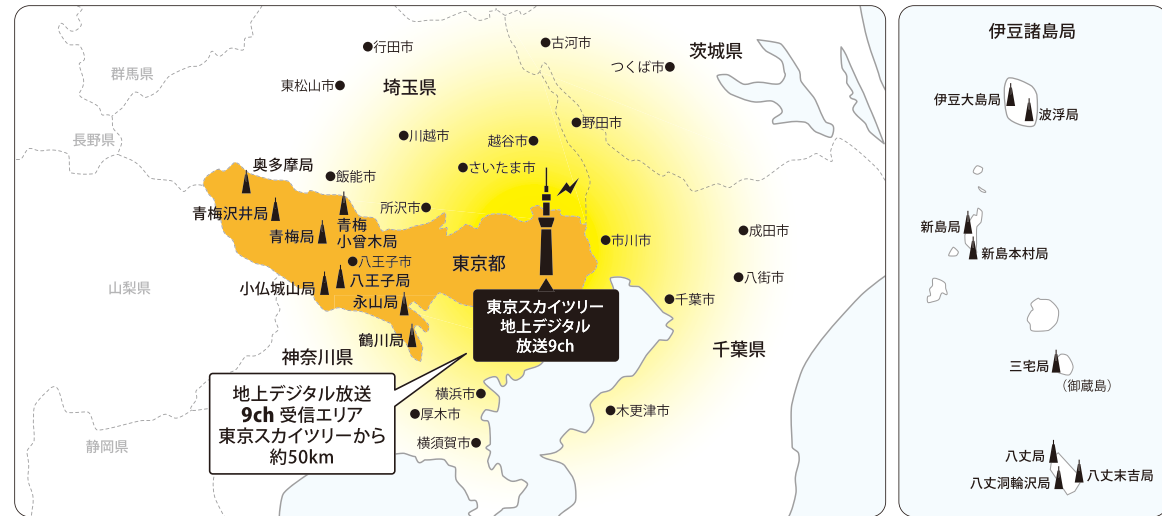 群馬県
長野県
山梨県
静岡県
行田市
古河市
茨城県
つくば市
東松山市
埼玉県
川越市
越谷市
野田市
さいたま市
奥多摩局
飯能市
青梅沢井局
所沢市
青梅
小曾木局
青梅局
八王子市
東京都
市川市
成田市
小仏城山局
八王子局
八街市
永山局
千葉市
鶴川局
東京スカイツリー
地上デジタル
放送9ch
神奈川県
千葉県
地上デジタル放送
9ch 受信エリア
東京スカイツリーから
約50km
横浜市
厚木市
横須賀市
木更津市
伊豆諸島局
伊豆大島局
波浮局
新島局
新島本村局
三宅局
（御蔵島）
八丈局
八丈洞輪沢局
八丈末吉局